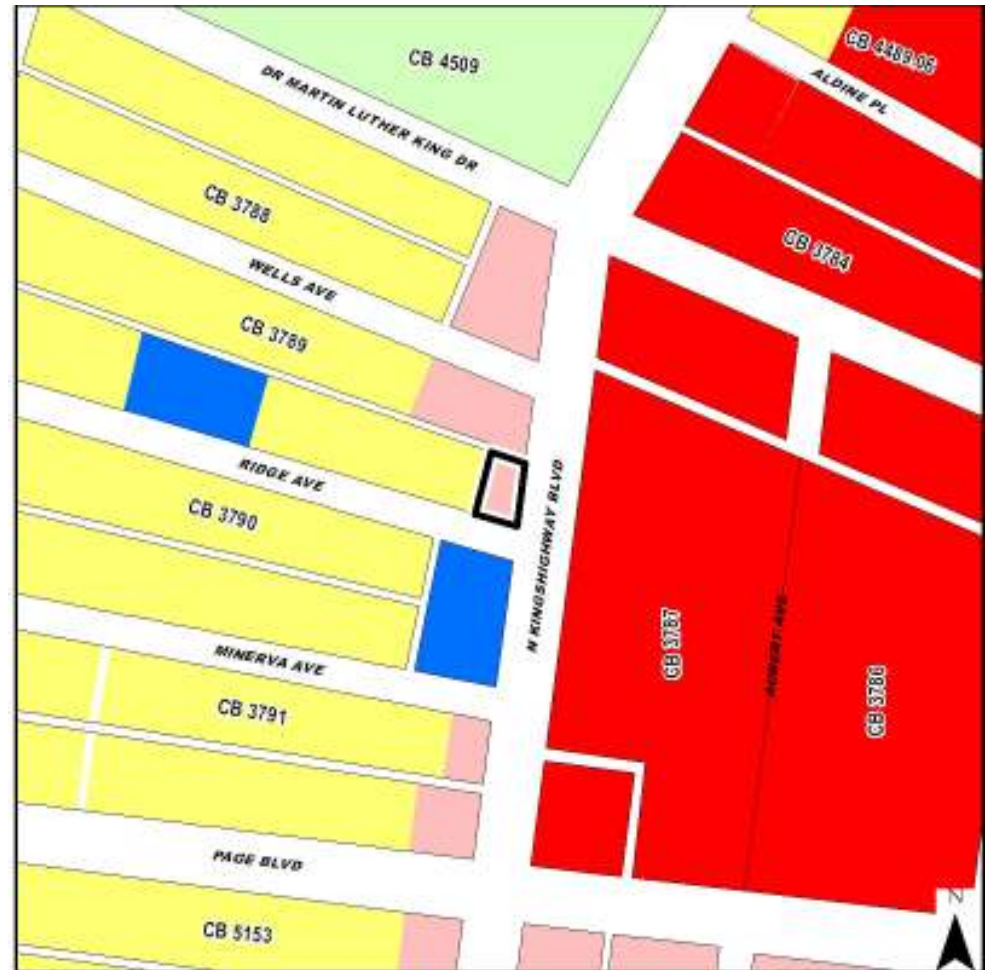 CB 4509
CB 4489.06
DR MARTIN LUTHER KING DR
ALDINE PL
CB 3788
CB 3784
WELLS AVE
CB 3789
RIDGE AVE
CB 3790
N KINGSHIGHWAY BLVD
CB 3787
AUBERT AVE
MINERVA AVE
CB 3786
CB 3791
PAGE BLVD
N
CB 5153